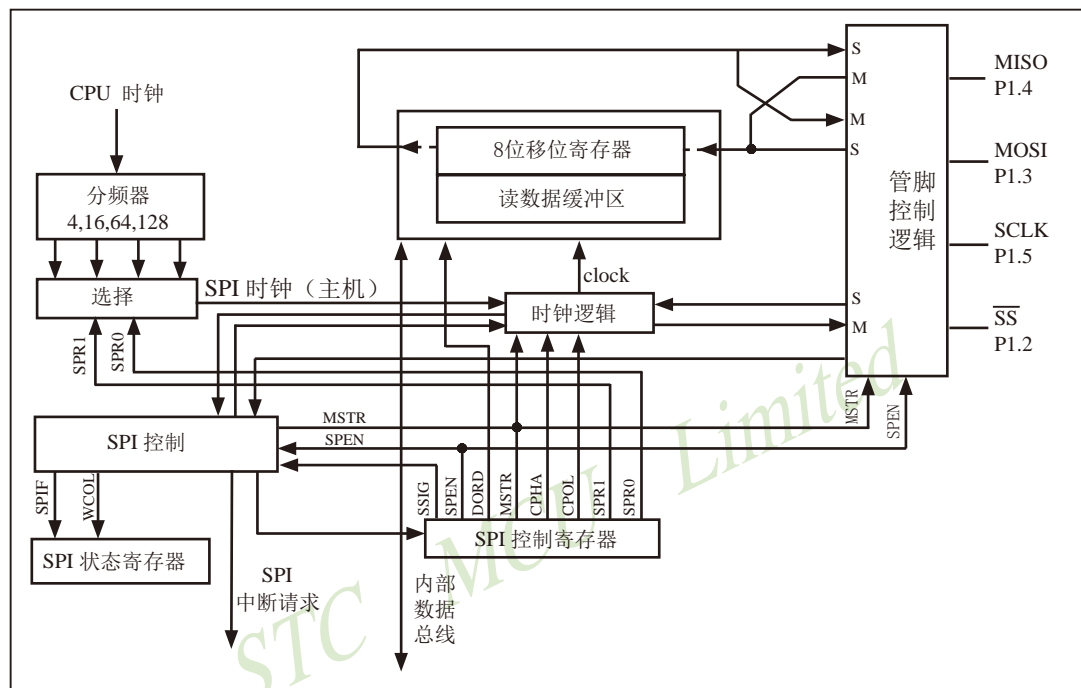 CPU 时钟
分频器
4,16,64,128
选择
SPI 时钟（主机）
SPR1
SPR0
8位移位寄存器
读数据缓冲区
clock
时钟逻辑
S
M
M
S
S
M
管脚
控制
逻辑
MISO
P1.4
MOSI
P1.3
SCLK
P1.5
SS
P1.2
MSTR
SPEN
SPI 控制
MSTR
SPEN
SPIF
WCOL
SPI 状态寄存器
SPI
中断请求
SSIG
SPEN
DORD
MSTR
CPHA
CPOL
SPR1
SPR0
SPI 控制寄存器
内部
数据
总线
STC MCU Limited